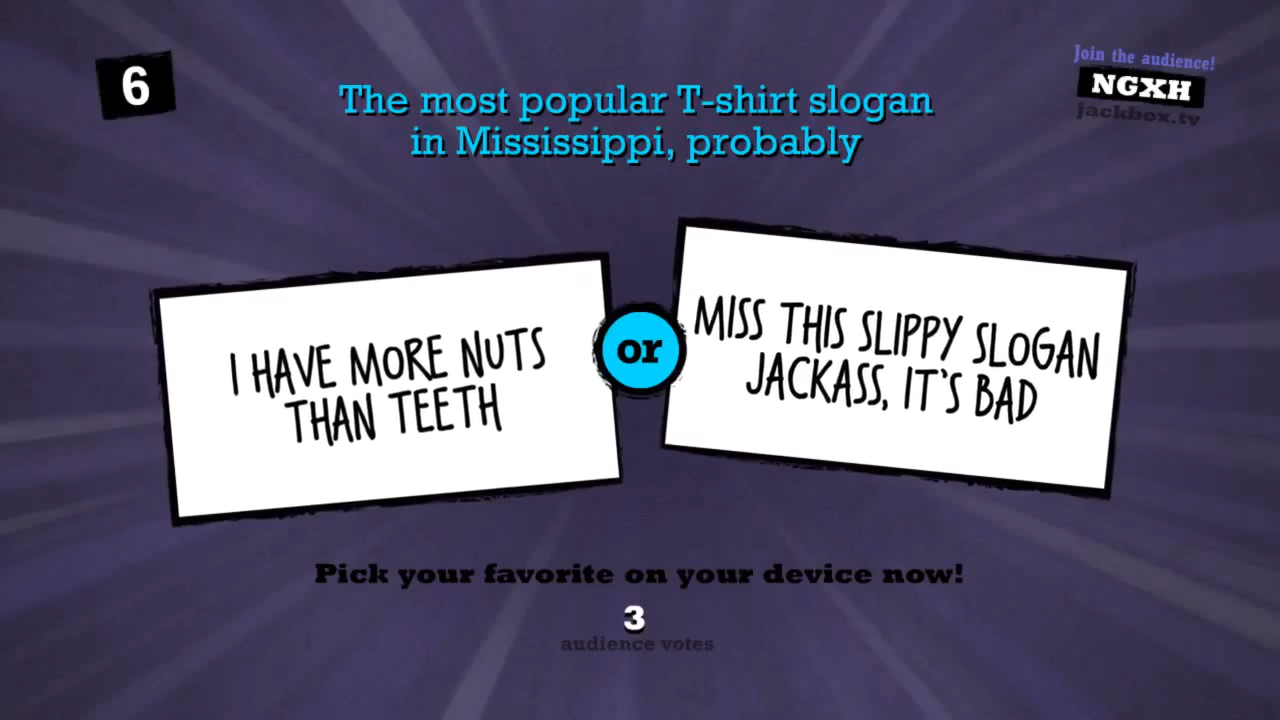 6
Join the audience!
NGXH
jackbox.tv
The most popular T-shirt slogan
in Mississippi, probably
I HAVE MORE NUTS
THAN TEETH
or
MISS THIS SLIPPY SLOGAN
JACKASS, IT'S BAD
Pick your favorite on your device now!
3
audience votes